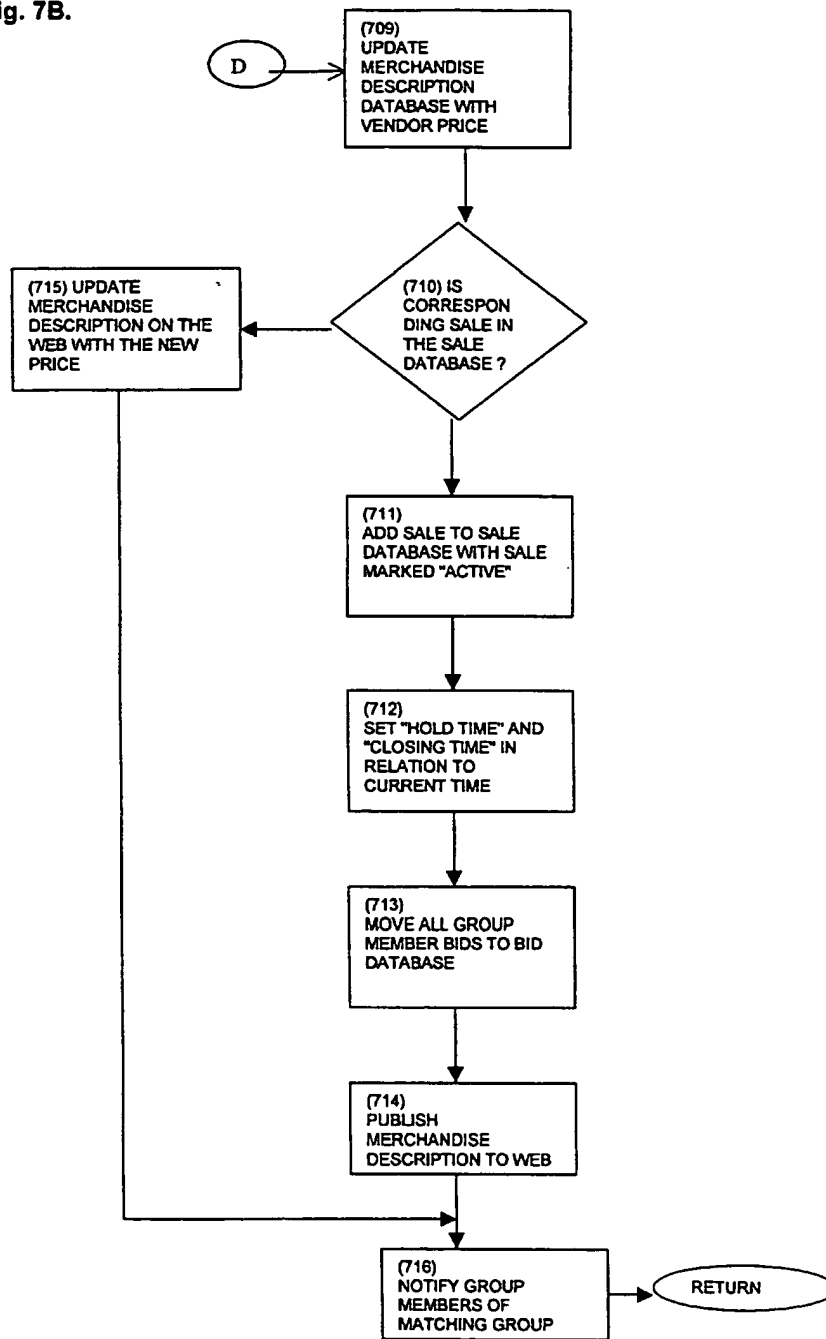 ig. 7B.
D
(709)
UPDATE
MERCHANDISE
DESCRIPTION
DATABASE WITH
VENDOR PRICE
(715) UPDATE
MERCHANDISE
DESCRIPTION ON THE
WEB WITH THE NEW
PRICE
(710) IS
CORRESPON
DING SALE IN
THE SALE
DATABASE ?
(711)
ADD SALE TO SALE
DATABASE WITH SALE
MARKED "ACTIVE"
(712)
SET "HOLD TIME" AND
"CLOSING TIME" IN
RELATION TO
CURRENT TIME
(713)
MOVE ALL GROUP
MEMBER BIDS TO BID
DATABASE
(714)
PUBLISH
MERCHANDISE
DESCRIPTION TO WEB
(716)
NOTIFY GROUP
MEMBERS OF
MATCHING GROUP
RETURN